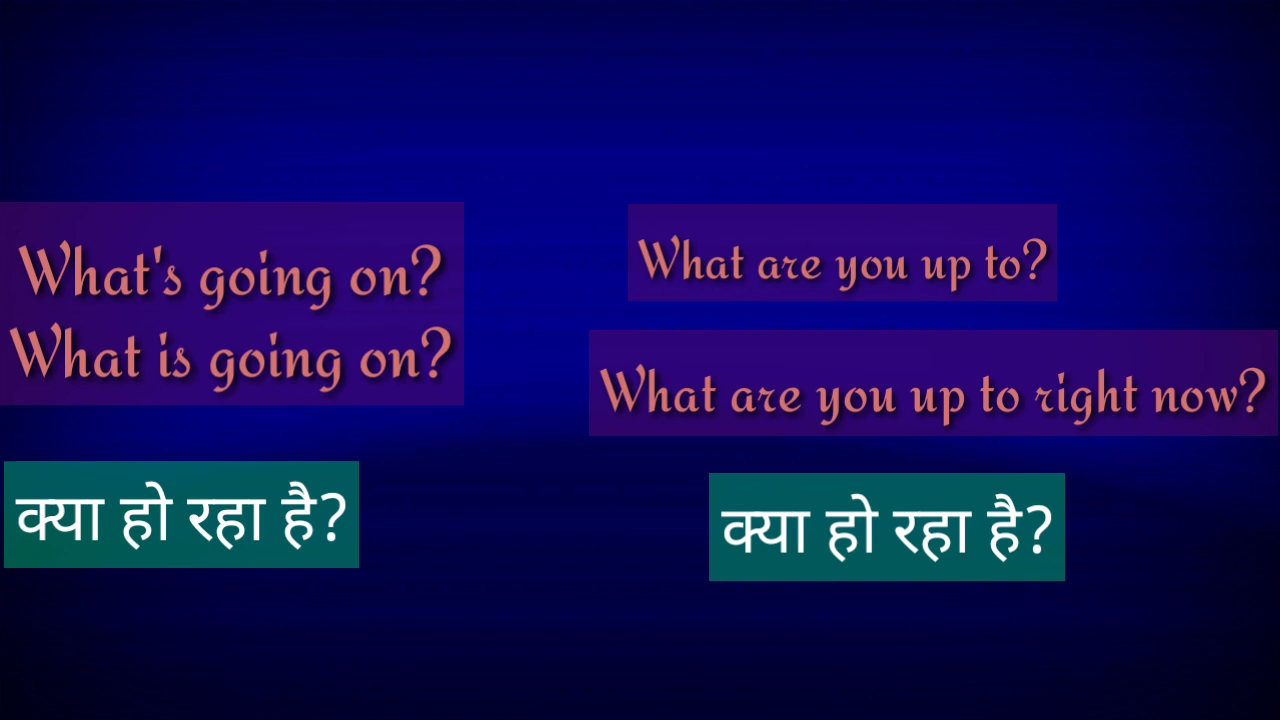 What's going on?
What is going on?
क्या हो रहा है?
What are you up to?
What are you up to right now?
क्या हो रहा है?